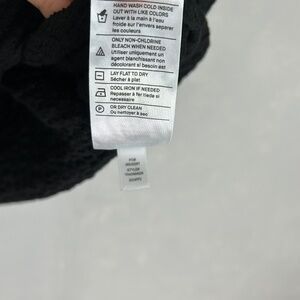 HAND WASH COLD INSIDE
OUT WITH LIKE COLORS
Laver à la main à l'eau
froide sur l'envers séparer
les couleurs
ONLY NON-CHLORINE
BLEACH WHEN NEEDED
Utiliser uniquement un
agent blanchissant non
décolorant si besoin est
LAY FLAT TO DRY
Sécher à plat
COOL IRON IF NEEDED
Repasser à fer tiede si
necessaire
P
OR DRY CLEAN
Ou nettoyer à sec